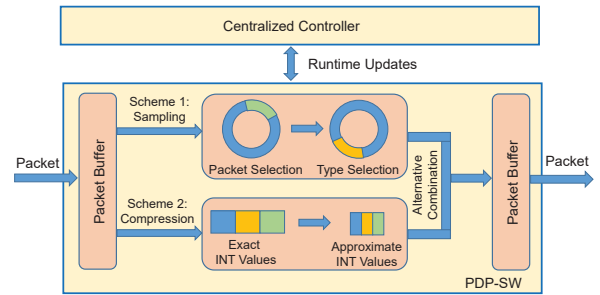 Centralized Controller
Runtime Updates
Packet
Packet Buffer
Scheme 1:
Sampling
Packet Selection
Type Selection
Scheme 2:
Compression
Exact
INT Values
Approximate
INT Values
Alternative
Combination
Packet Buffer
Packet
PDP-SW